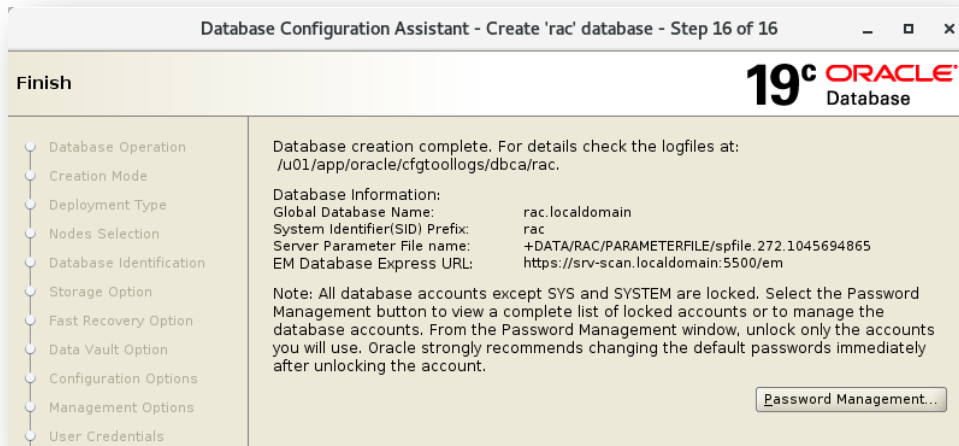 Database Configuration Assistant - Create 'rac' database - Step 16 of 16
Finish
19c ORACLE
Database
Database Operation
Creation Mode
Deployment Type
Nodes Selection
Database Identification
Storage Option
Fast Recovery Option
Data Vault Option
Configuration Options
Management Options
User Credentials
Database creation complete. For details check the logfiles at:
/u01/app/oracle/cfgtoollogs/dbca/rac.
Database Information:
Global Database Name: rac.localdomain
System Identifier(SID) Prefix: rac
Server Parameter File name: +DATA/RAC/PARAMETERFILE/spfile.272.1045694865
EM Database Express URL: https://srv-scan.localdomain:5500/em
Note: All database accounts except SYS and SYSTEM are locked. Select the Password
Management button to view a complete list of locked accounts or to manage the
database accounts. From the Password Management window, unlock only the accounts
you will use. Oracle strongly recommends changing the default passwords immediately
after unlocking the account.
Password Management...